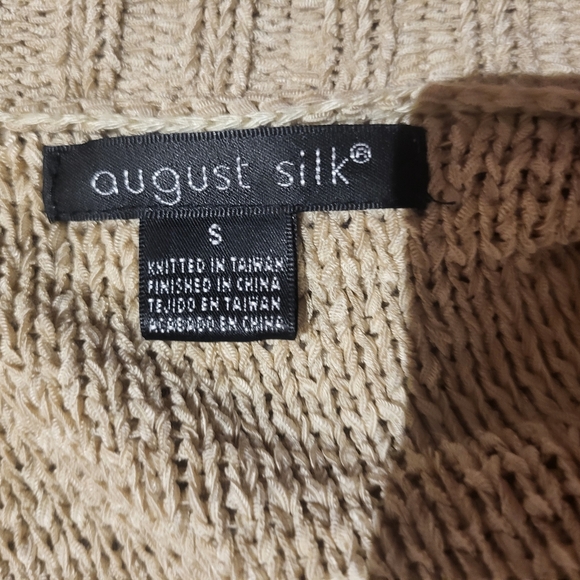 august silk®
S
KNITTED IN TAIWAN
FINISHED IN CHINA
TEJIDO EN TAIWAN
ACABADO EN CHINA